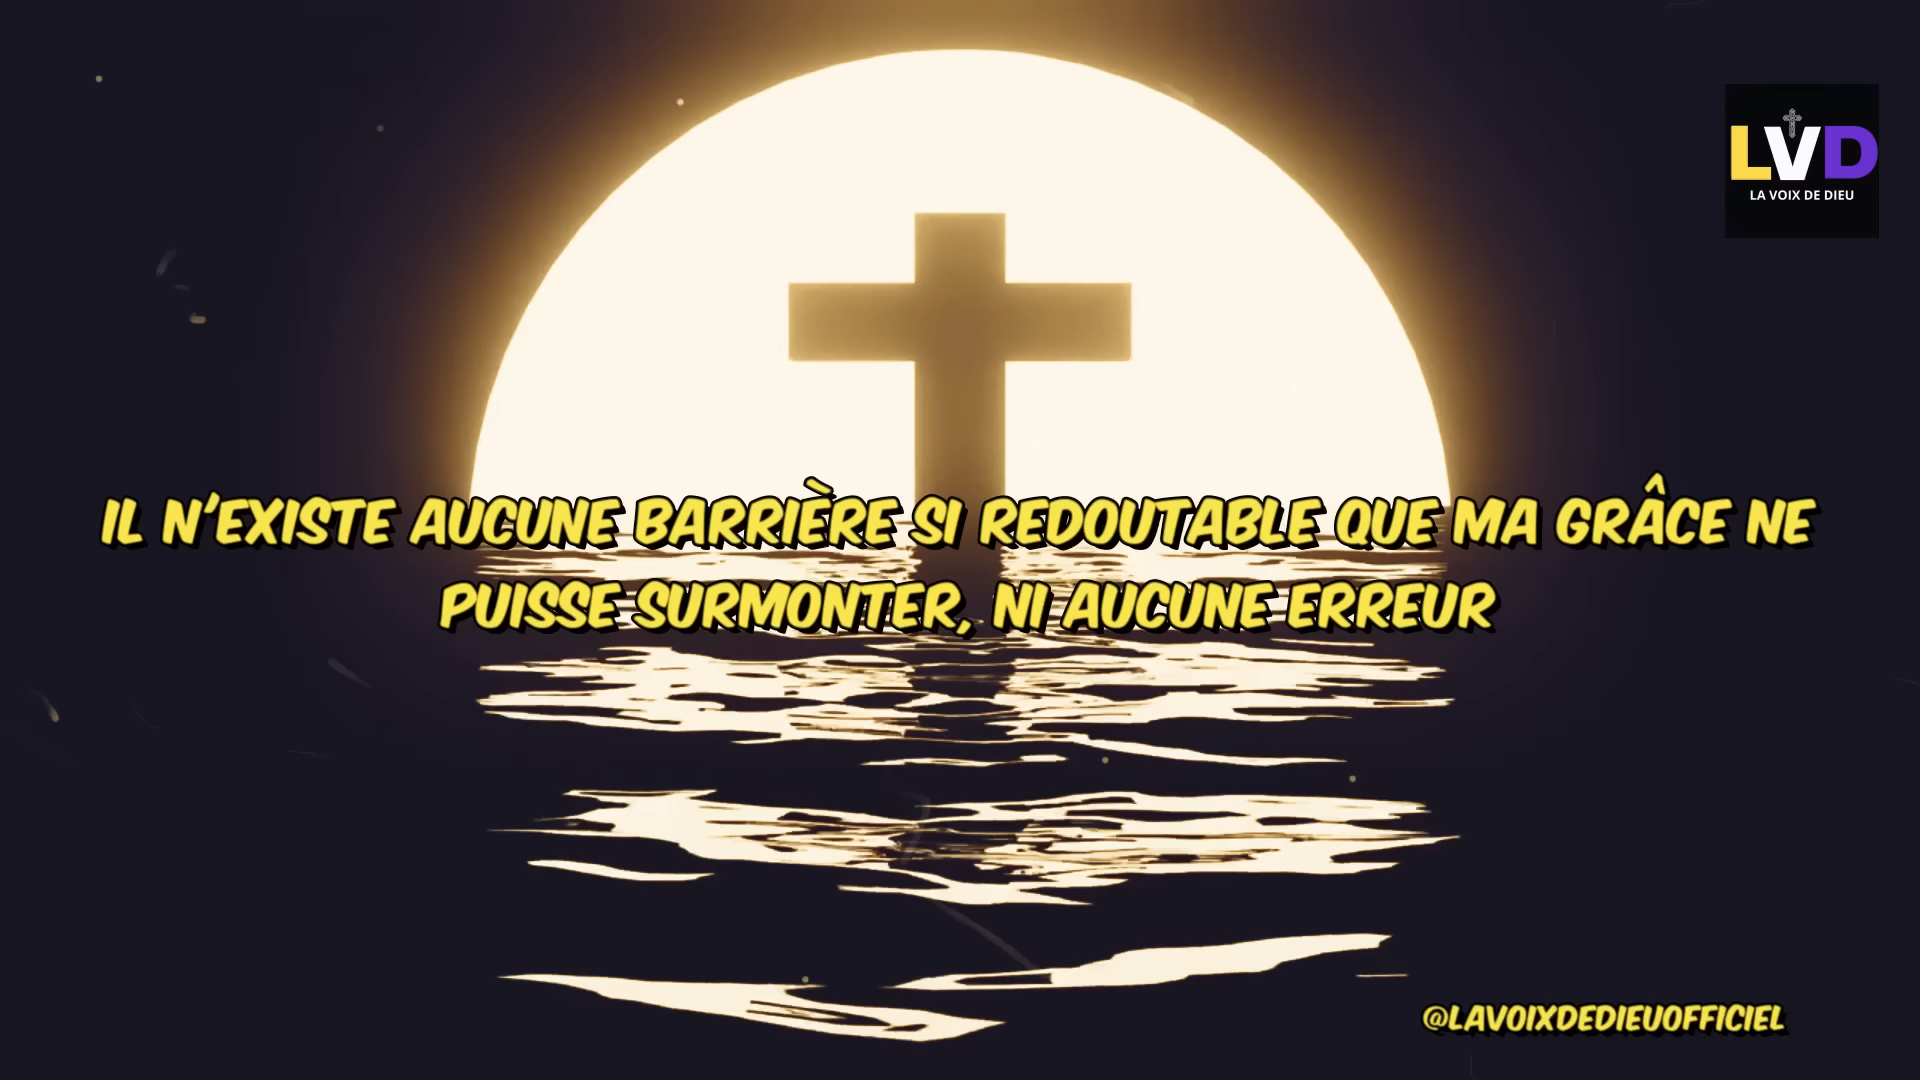 LVD
LA VOIX DE DIEU
IL N'EXISTE AUCUNE BARRIÈRE SI REDOUTABLE QUE MA GRÂCE NE
PUISSE SURMONTER, NI AUCUNE ERREUR
@LAVOIXDEDIEUOFFICIEL